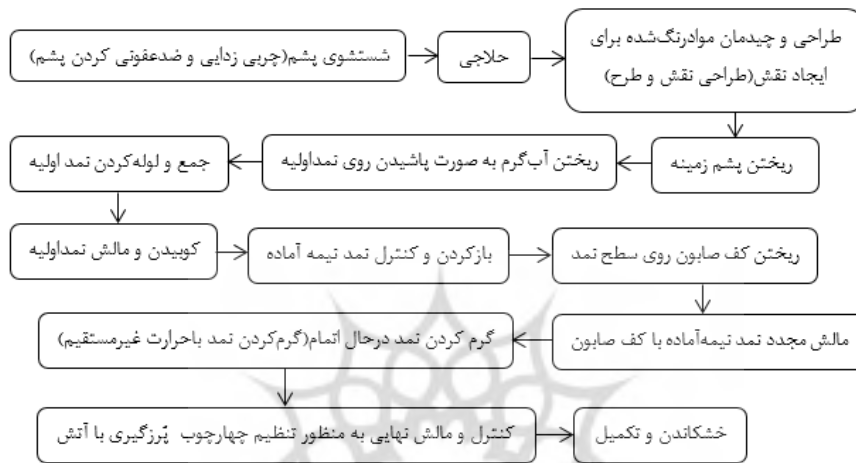 شستشوی پشم(چربی زدایی و ضدعفونی کردن پشم)
حلاجی
طراحی و چیدمان موادرنگ‌شده برای
ایجاد نقش(طراحی نقش و طرح)
ریختن پشم زمینه
ریختن آب‌گرم به صورت پاشیدن روی نمداولیه
جمع و لوله‌کردن نمد اولیه
کوبیدن و مالش نمداولیه
بازکردن و کنترل نمد نیمه آماده
ریختن کف صابون روی سطح نمد
مالش مجدد نمد نیمه‌آماده با کف صابون
گرم کردن نمد درحال اتمام(گرم‌کردن نمد باحرارت غیرمستقیم)
کنترل و مالش نهایی به منظور تنظیم چهارچوب پّرزگیری با آتش
خشکاندن و تکمیل